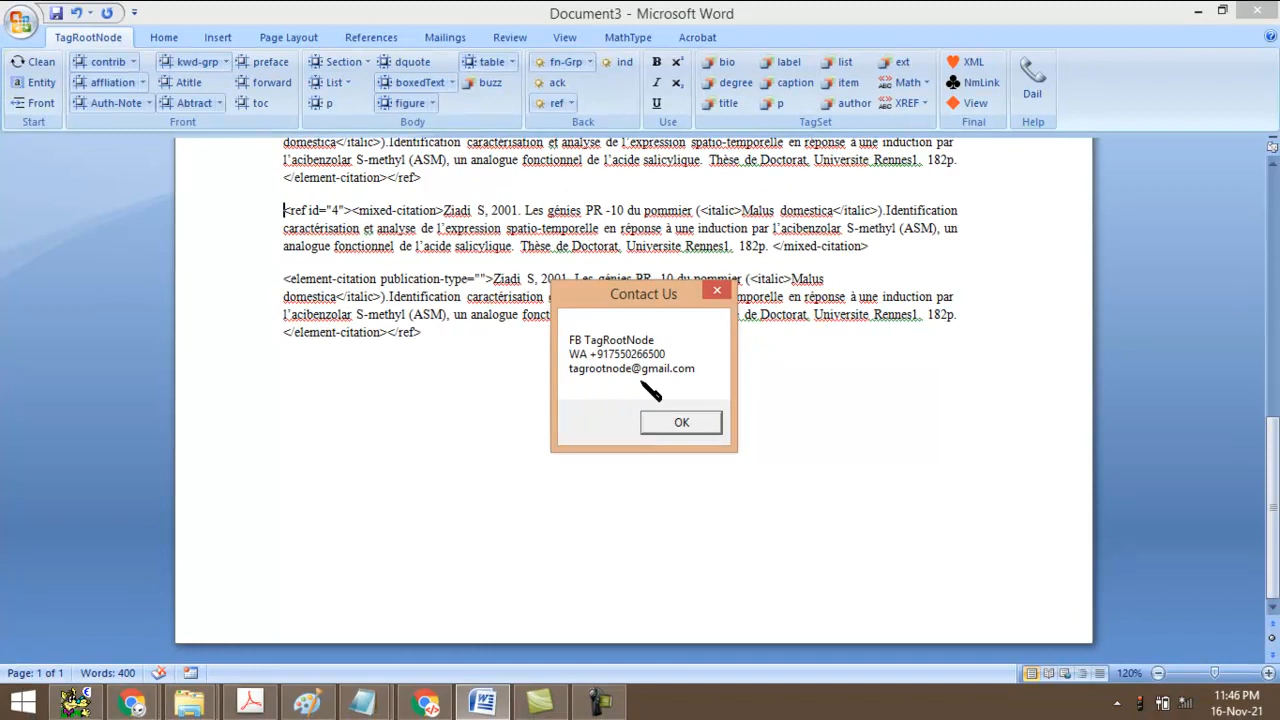 Document3 - Microsoft Word
TagRootNode Home Insert Page Layout References Mailings Review View MathType Acrobat
Clean contrib kwd-grp preface Section dquote table fn-Grp ind B x² bio label list ext XML
Entity affliation Atitle forward List boxedText buzz ack I x₂ degree caption item Math NmLink
Front Auth-Note Abtract toc p figure ref U title p author XREF View Dail
Start Front Body Back Use TagSet Final Help
domestica</italic>).Identification caractérisation et analyse de l’expression spatio-temporelle en réponse à une induction par
l’acibenzolar S-methyl (ASM), un analogue fonctionnel de l’acide salicylique. Thèse de Doctorat, Universite Rennes1, 182p.
</element-citation></ref>
<ref id="4"><mixed-citation>Ziadi S, 2001. Les génies PR -10 du pommier (<italic>Malus domestica</italic>).Identification
caractérisation et analyse de l’expression spatio-temporelle en réponse à une induction par l’acibenzolar S-methyl (ASM), un
analogue fonctionnel de l’acide salicylique. Thèse de Doctorat, Universite Rennes1, 182p. </mixed-citation>
<element-citation publication-type="">Ziadi S, 2001. Les génies PR -10 du pommier (<italic>Malus
domestica</italic>).Identification caractérisation emporelle en réponse à une induction par
l’acibenzolar S-methyl (ASM), un analogue fonct de Doctorat, Universite Rennes1, 182p.
</element-citation></ref>
Contact Us
FB TagRootNode
WA +917550266500
tagrootnode@gmail.com
OK
Page: 1 of 1 Words: 400 120%
11:46 PM
16-Nov-21